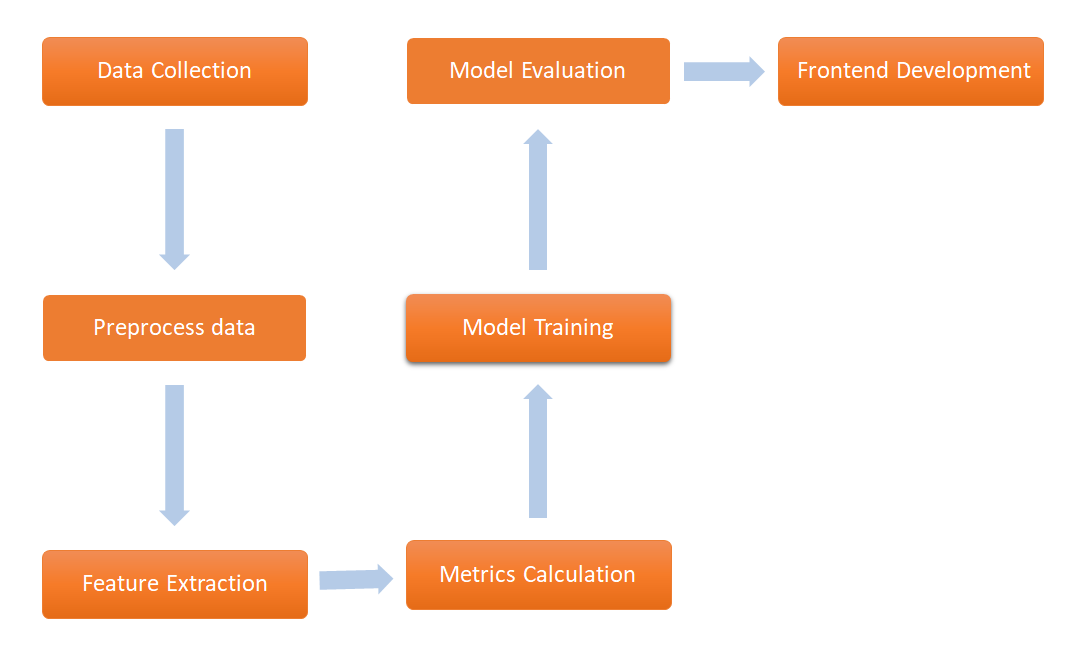 Data Collection
Preprocess data
Feature Extraction
Metrics Calculation
Model Training
Model Evaluation
Frontend Development